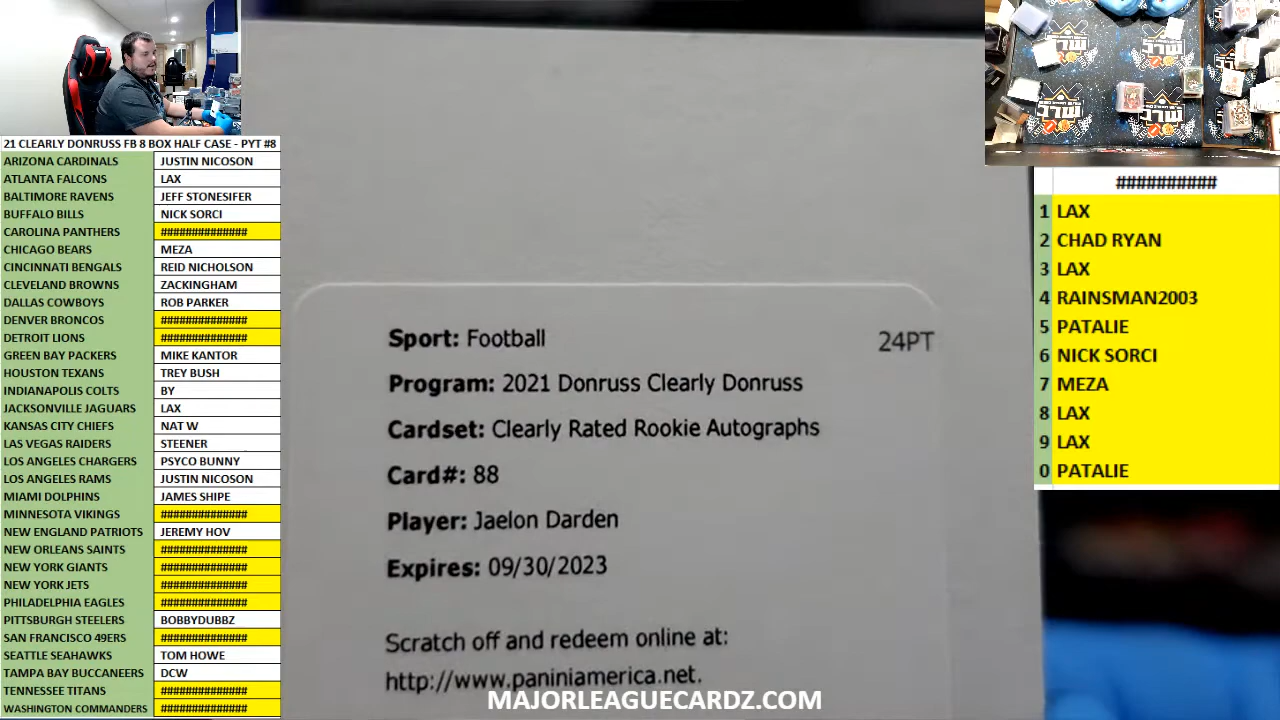 21 CLEARLY DONRUSS FB 8 BOX HALF CASE - PYT #8
ARIZONA CARDINALS JUSTIN NICOSON
ATLANTA FALCONS LAX
BALTIMORE RAVENS JEFF STONESIFER
BUFFALO BILLS NICK SORCI
CAROLINA PANTHERS ##############
CHICAGO BEARS MEZA
CINCINNATI BENGALS REID NICHOLSON
CLEVELAND BROWNS ZACKINGHAM
DALLAS COWBOYS ROB PARKER
DENVER BRONCOS ##############
DETROIT LIONS ##############
GREEN BAY PACKERS MIKE KANTOR
HOUSTON TEXANS TREY BUSH
INDIANAPOLIS COLTS BY
JACKSONVILLE JAGUARS LAX
KANSAS CITY CHIEFS NAT W
LAS VEGAS RAIDERS STEENER
LOS ANGELES CHARGERS PSYCO BUNNY
LOS ANGELES RAMS JUSTIN NICOSON
MIAMI DOLPHINS JAMES SHIPE
MINNESOTA VIKINGS ##############
NEW ENGLAND PATRIOTS JEREMY HOV
NEW ORLEANS SAINTS ##############
NEW YORK GIANTS ##############
NEW YORK JETS ##############
PHILADELPHIA EAGLES ##############
PITTSBURGH STEELERS BOBBYDUBBZ
SAN FRANCISCO 49ERS ##############
SEATTLE SEAHAWKS TOM HOWE
TAMPA BAY BUCCANEERS DCW
TENNESSEE TITANS ##############
WASHINGTON COMMANDERS ##############
Sport: Football 24PT
Program: 2021 Donruss Clearly Donruss
Cardset: Clearly Rated Rookie Autographs
Card#: 88
Player: Jaelon Darden
Expires: 09/30/2023
Scratch off and redeem online at:
http://www.paniniamerica.net.
MAJORLEAGUECARDZ.COM
##########
1 LAX
2 CHAD RYAN
3 LAX
4 RAINSMAN2003
5 PATALIE
6 NICK SORCI
7 MEZA
8 LAX
9 LAX
0 PATALIE